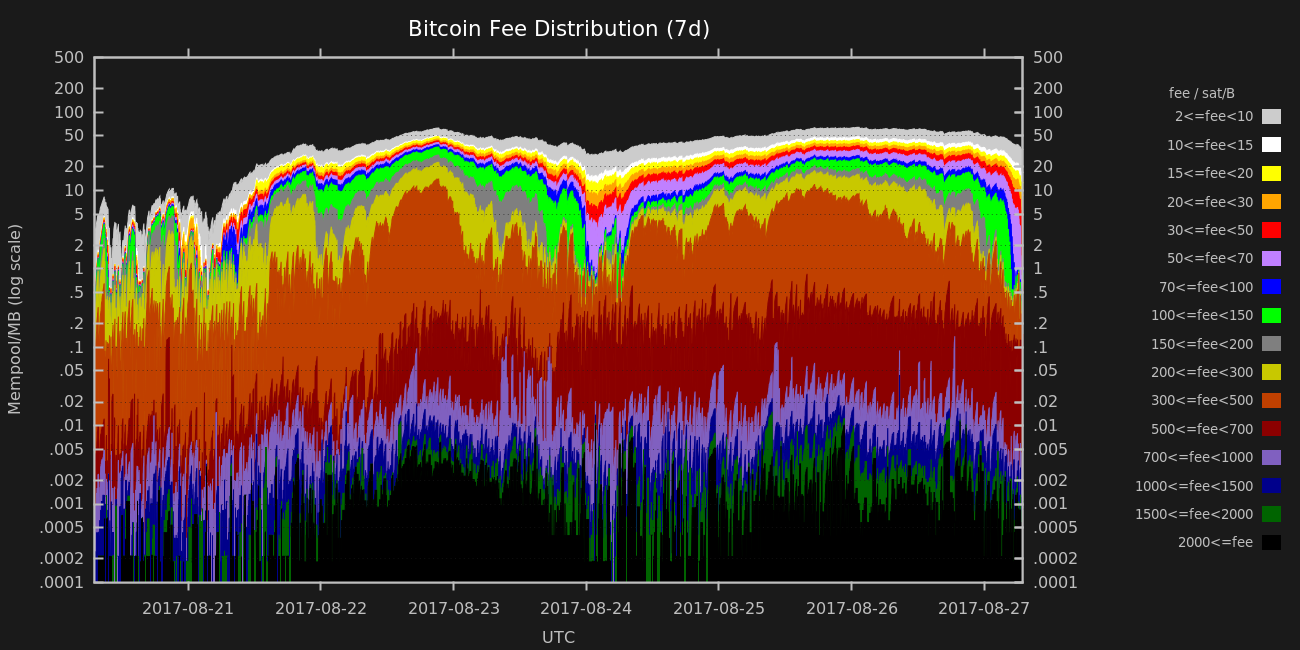 Bitcoin Fee Distribution (7d)
500
200
100
50
20
10
5
2
1
.5
.2
.1
.05
.02
.01
.005
.002
.001
.0005
.0002
.0001
Mempool/MB (log scale)
500
200
100
50
20
10
5
2
1
.5
.2
.1
.05
.02
.01
.005
.002
.001
.0005
.0002
.0001
2017-08-21 2017-08-22 2017-08-23 2017-08-24 2017-08-25 2017-08-26 2017-08-27
UTC
fee / sat/B
2<=fee<10
10<=fee<15
15<=fee<20
20<=fee<30
30<=fee<50
50<=fee<70
70<=fee<100
100<=fee<150
150<=fee<200
200<=fee<300
300<=fee<500
500<=fee<700
700<=fee<1000
1000<=fee<1500
1500<=fee<2000
2000<=fee